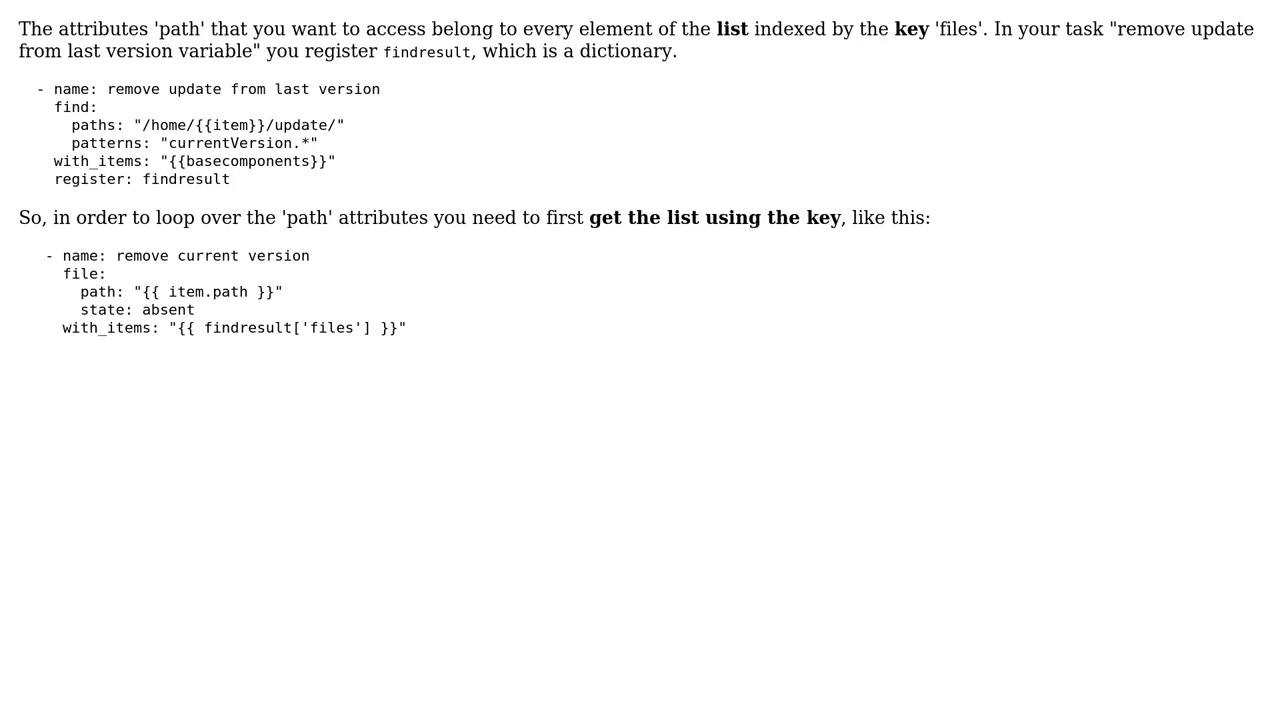 The attributes 'path' that you want to access belong to every element of the list indexed by the key 'files'. In your task "remove update
from last version variable" you register findresult, which is a dictionary.
- name: remove update from last version
find:
paths: "/home/{{item}}/update/"
patterns: "currentVersion.*"
with_items: "{{basecomponents}}"
register: findresult
So, in order to loop over the 'path' attributes you need to first get the list using the key, like this:
- name: remove current version
file:
path: "{{ item.path }}"
state: absent
with_items: "{{ findresult['files'] }}"